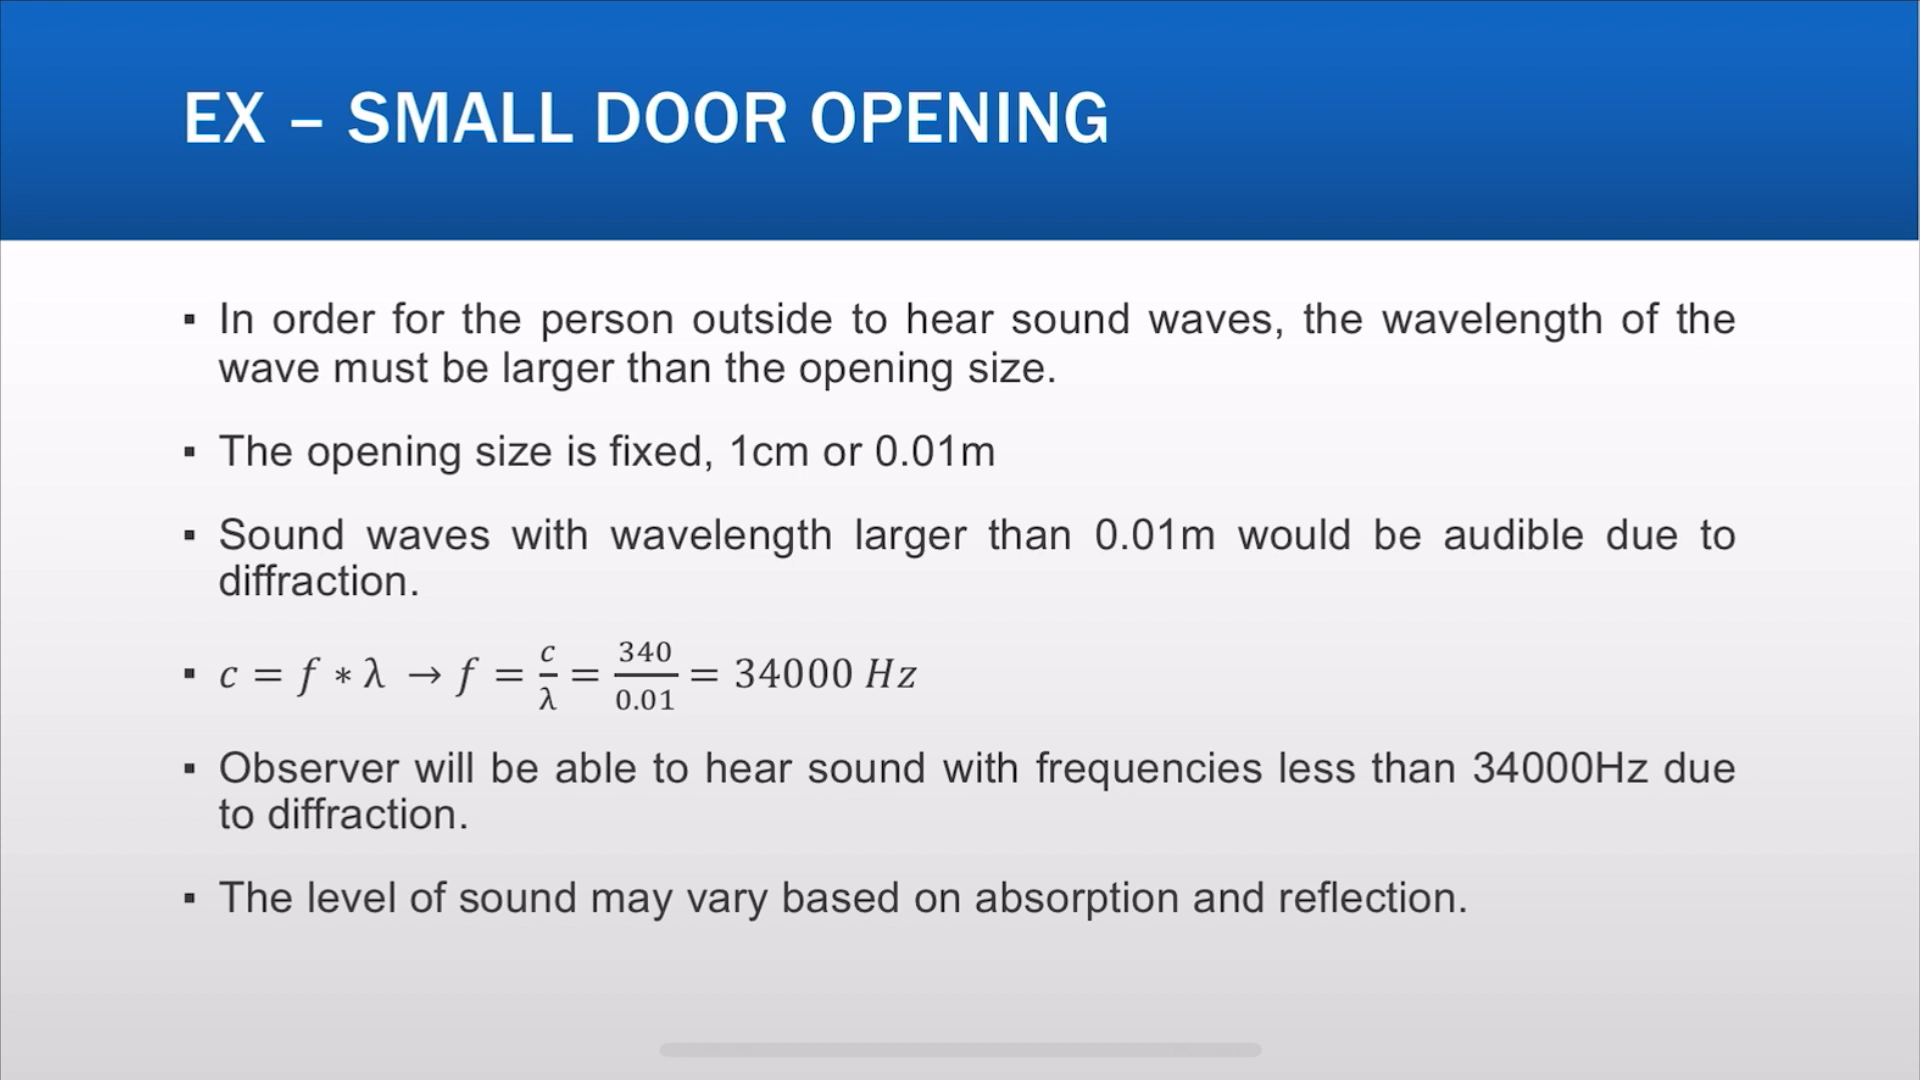 EX – SMALL DOOR OPENING
▪ In order for the person outside to hear sound waves, the wavelength of the
wave must be larger than the opening size.
▪ The opening size is fixed, 1cm or 0.01m
▪ Sound waves with wavelength larger than 0.01m would be audible due to
diffraction.
▪ c = f * λ → f = c/λ = 340/0.01 = 34000 Hz
▪ Observer will be able to hear sound with frequencies less than 34000Hz due
to diffraction.
▪ The level of sound may vary based on absorption and reflection.